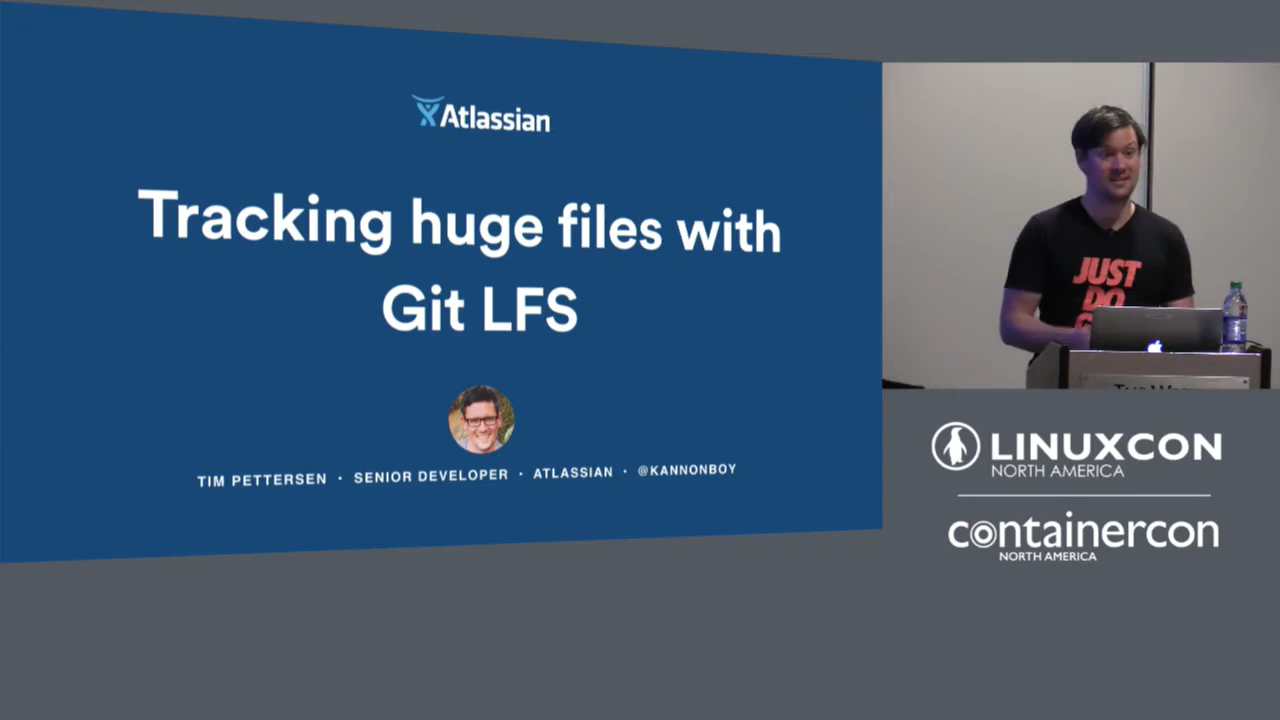 Atlassian
Tracking huge files with
Git LFS
TIM PETTERSEN · SENIOR DEVELOPER · ATLASSIAN · @KANNONBOY
JUST
DO
LINUXCON
NORTH AMERICA
containercon
NORTH AMERICA